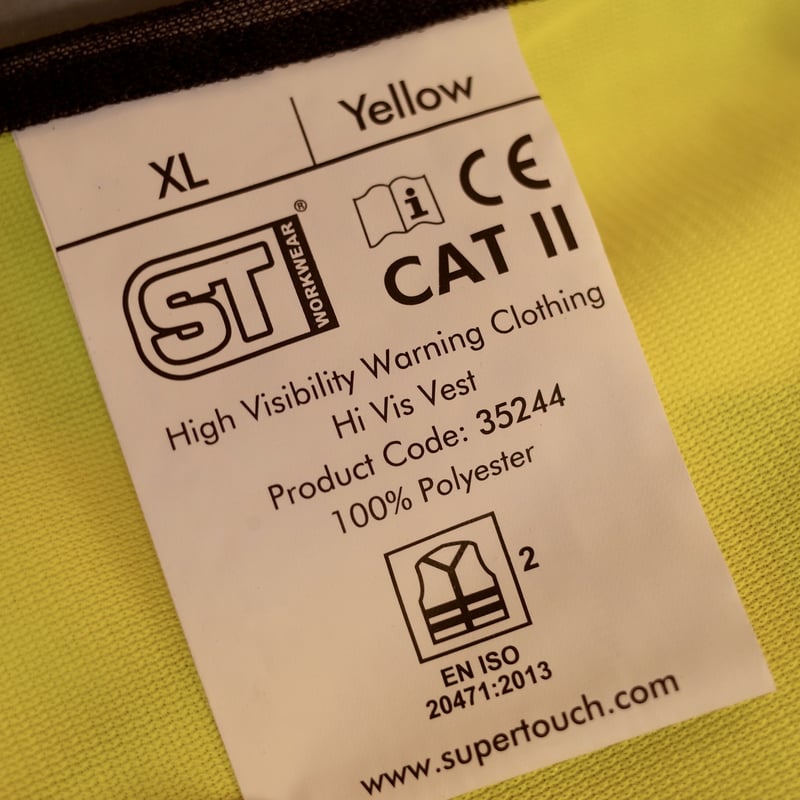 XL Yellow
ST WORKWEAR®
i CE
CAT II
High Visibility Warning Clothing
Hi Vis Vest
Product Code: 35244
100% Polyester
2
EN ISO
20471:2013
www.supertouch.com